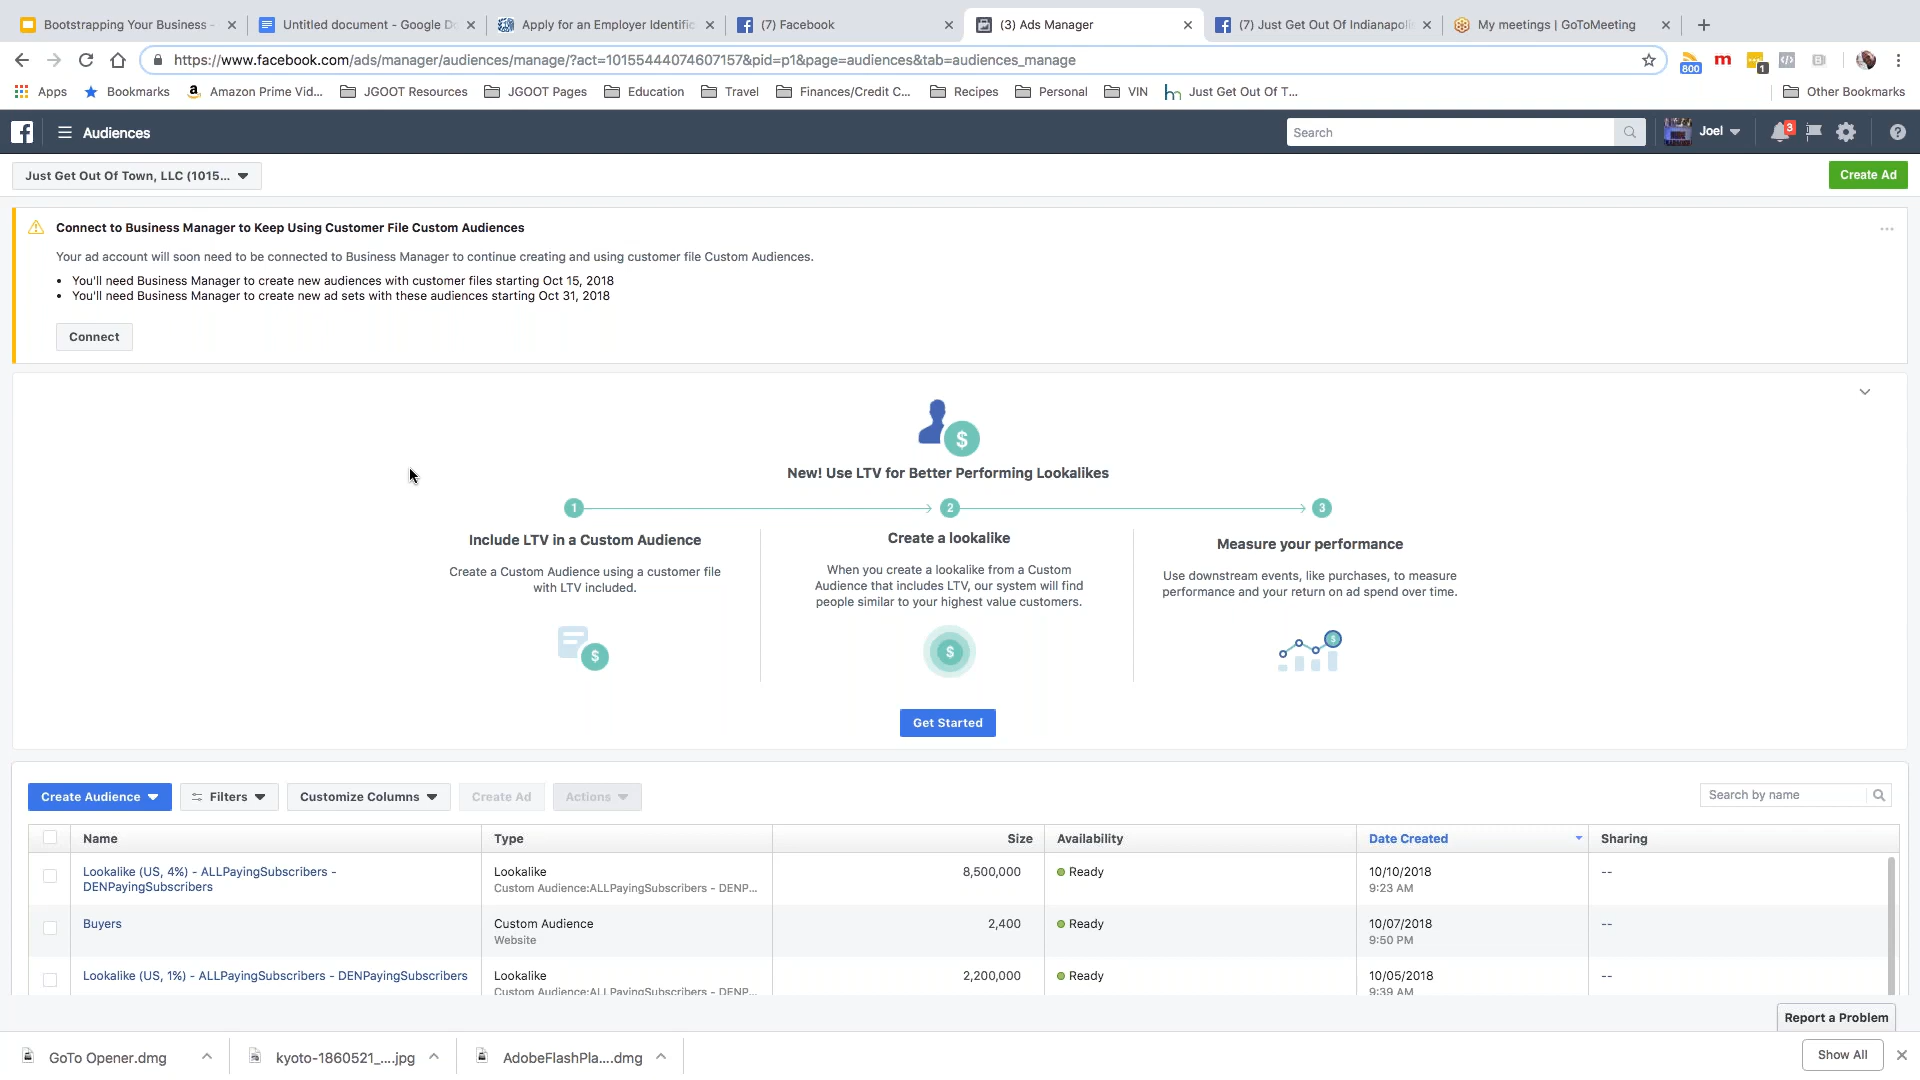 Bootstrapping Your Business -
Untitled document - Google Do
Apply for an Employer Identific
(7) Facebook
(3) Ads Manager
(7) Just Get Out Of Indianapoli
My meetings | GoToMeeting
https://www.facebook.com/ads/manager/audiences/manage/?act=10155444074607157&pid=p1&page=audiences&tab=audiences_manage
800
m
1
Apps
Bookmarks
Amazon Prime Vid...
JGOOT Resources
JGOOT Pages
Education
Travel
Finances/Credit C...
Recipes
Personal
VIN
Just Get Out Of T...
Other Bookmarks
Audiences
Search
Joel
3
Just Get Out Of Town, LLC (1015...
Create Ad
Connect to Business Manager to Keep Using Customer File Custom Audiences
Your ad account will soon need to be connected to Business Manager to continue creating and using customer file Custom Audiences.
• You'll need Business Manager to create new audiences with customer files starting Oct 15, 2018
• You'll need Business Manager to create new ad sets with these audiences starting Oct 31, 2018
Connect
New! Use LTV for Better Performing Lookalikes
1
2
3
Include LTV in a Custom Audience
Create a Custom Audience using a customer file
with LTV included.
Create a lookalike
When you create a lookalike from a Custom
Audience that includes LTV, our system will find
people similar to your highest value customers.
Measure your performance
Use downstream events, like purchases, to measure
performance and your return on ad spend over time.
Get Started
Create Audience
Filters
Customize Columns
Create Ad
Actions
Search by name
Name
Type
Size
Availability
Date Created
Sharing
Lookalike (US, 4%) - ALLPayingSubscribers -
DENPayingSubscribers
Lookalike
Custom Audience:ALLPayingSubscribers - DENP...
8,500,000
Ready
10/10/2018
9:23 AM
--
Buyers
Custom Audience
Website
2,400
Ready
10/07/2018
9:50 PM
--
Lookalike (US, 1%) - ALLPayingSubscribers - DENPayingSubscribers
Lookalike
Custom Audience:ALLPayingSubscribers - DENP...
2,200,000
Ready
10/05/2018
9:39 AM
--
Report a Problem
GoTo Opener.dmg
kyoto-1860521_....jpg
AdobeFlashPla....dmg
Show All